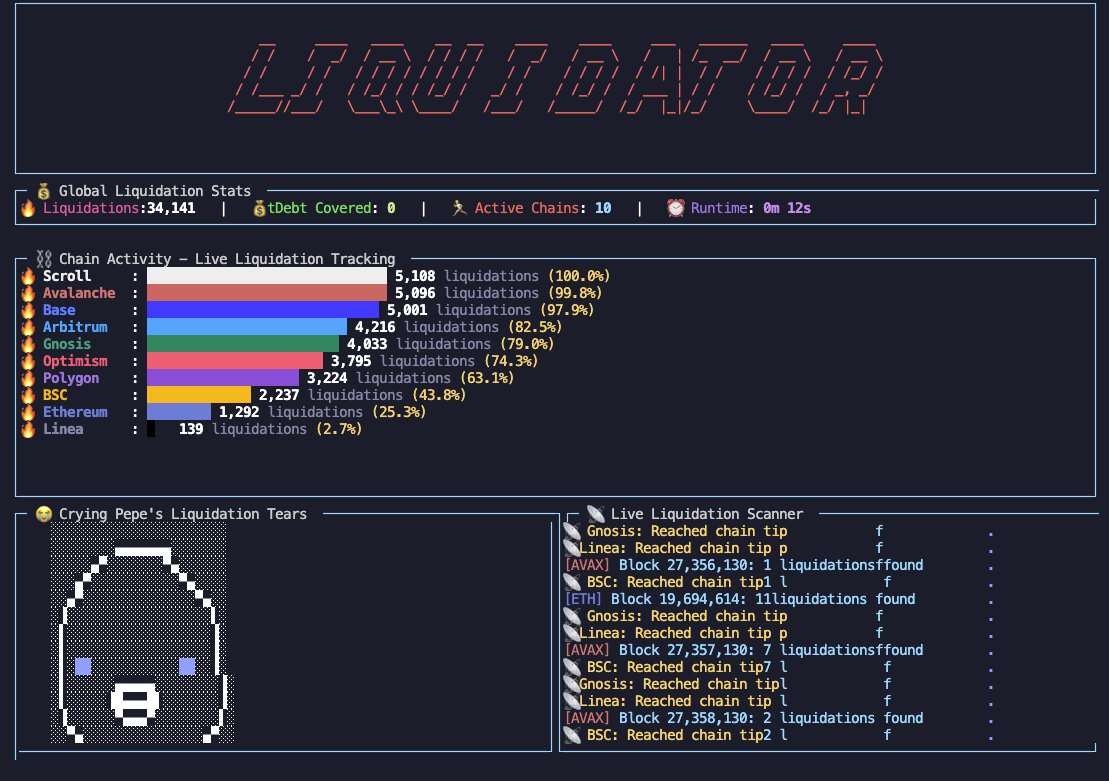 LIQUIDATOR
💰 Global Liquidation Stats
🔥 Liquidations:34,141 | 💰tDebt Covered: 0 | 🏃 Active Chains: 10 | ⏰ Runtime: 0m 12s
⛓ Chain Activity – Live Liquidation Tracking
🔥 Scroll : 5,108 liquidations (100.0%)
🔥 Avalanche : 5,096 liquidations (99.8%)
🔥 Base : 5,001 liquidations (97.9%)
🔥 Arbitrum : 4,216 liquidations (82.5%)
🔥 Gnosis : 4,033 liquidations (79.0%)
🔥 Optimism : 3,795 liquidations (74.3%)
🔥 Polygon : 3,224 liquidations (63.1%)
🔥 BSC : 2,237 liquidations (43.8%)
🔥 Ethereum : 1,292 liquidations (25.3%)
🔥 Linea : 139 liquidations (2.7%)
😭 Crying Pepe's Liquidation Tears
📡 Live Liquidation Scanner
📡 Gnosis: Reached chain tip f .
📡Linea: Reached chain tip p f .
[AVAX] Block 27,356,130: 1 liquidationsffound .
📡 BSC: Reached chain tip1 l f .
[ETH] Block 19,694,614: 11liquidations found .
📡 Gnosis: Reached chain tip f .
📡Linea: Reached chain tip p f .
[AVAX] Block 27,357,130: 7 liquidationsffound .
📡 BSC: Reached chain tip7 l f .
📡Gnosis: Reached chain tipl f .
📡Linea: Reached chain tip l f .
[AVAX] Block 27,358,130: 2 liquidations found .
📡 BSC: Reached chain tip2 l f .